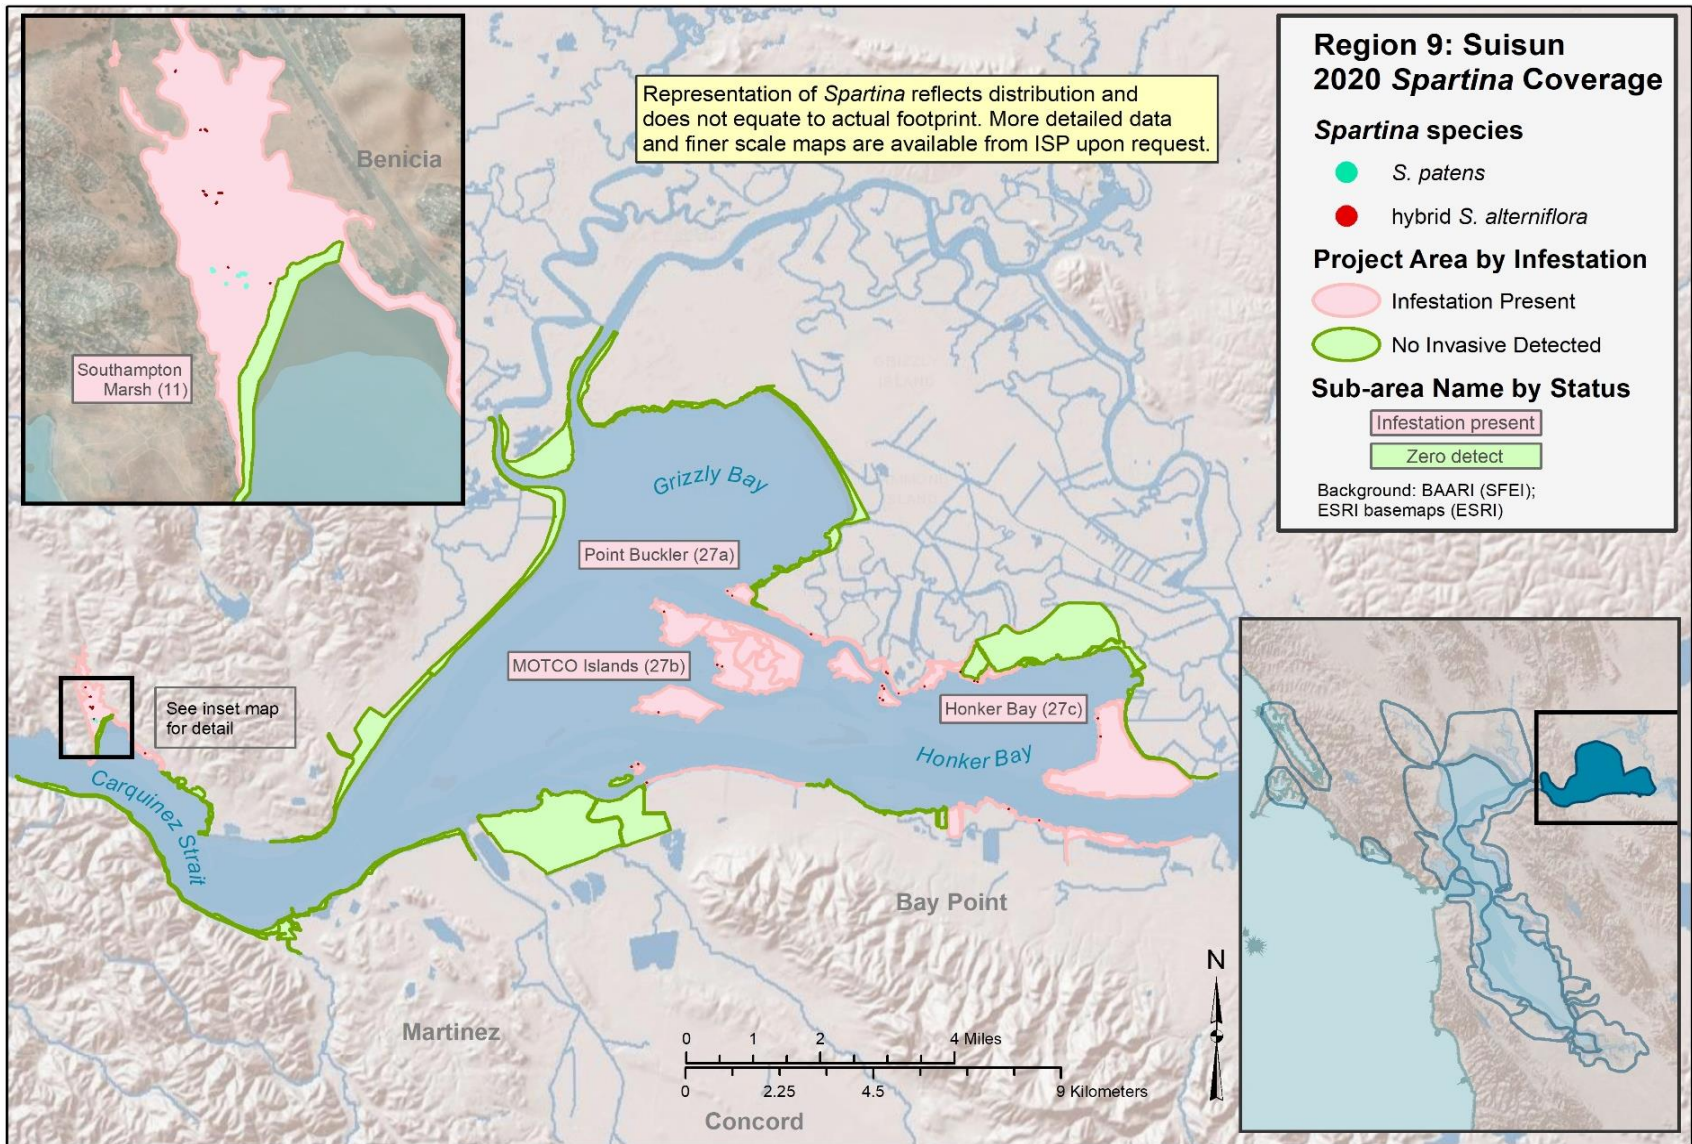 Region 9: Suisun
2020 Spartina Coverage
Spartina species
S. patens
hybrid S. alterniflora
Project Area by Infestation
Infestation Present
No Invasive Detected
Sub-area Name by Status
Infestation present
Zero detect
Background: BAARI (SFEI);
ESRI basemaps (ESRI)
Representation of Spartina reflects distribution and
does not equate to actual footprint. More detailed data
and finer scale maps are available from ISP upon request.
Benicia
Southampton
Marsh (11)
Grizzly Bay
Point Buckler (27a)
MOTCO Islands (27b)
Honker Bay (27c)
Honker Bay
See inset map
for detail
Carquinez Strait
Bay Point
Martinez
Concord
N
0 1 2 4 Miles
0 2.25 4.5 9 Kilometers